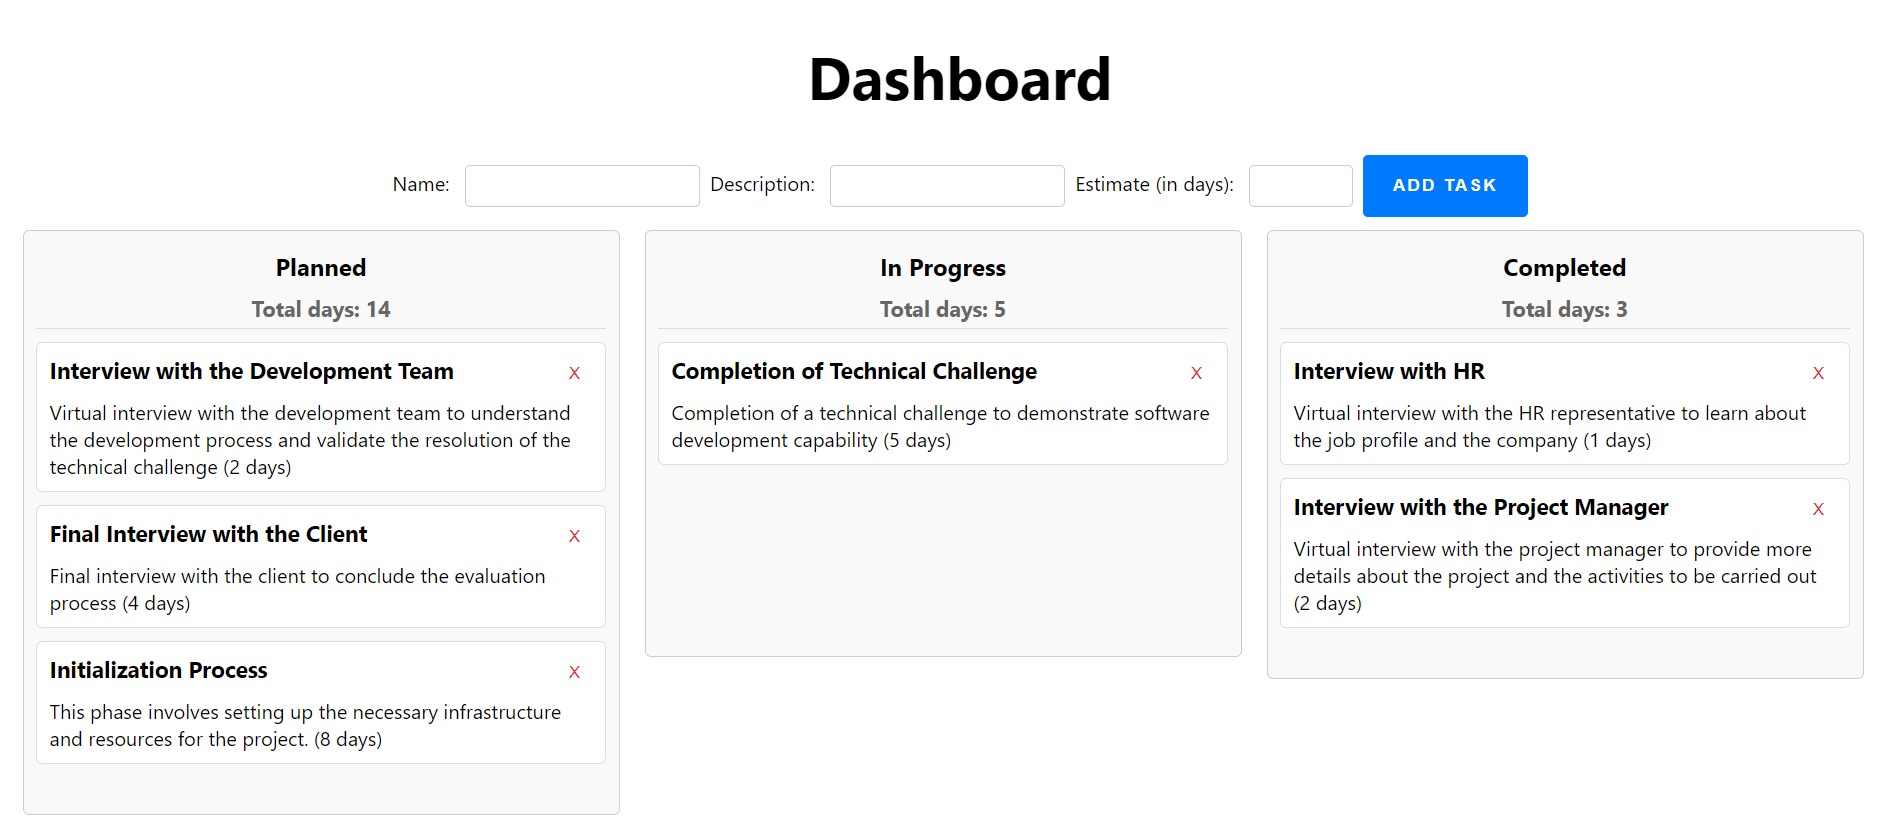 Dashboard
Name: Description: Estimate (in days): ADD TASK
Planned
Total days: 14
Interview with the Development Team X
Virtual interview with the development team to understand
the development process and validate the resolution of the
technical challenge (2 days)
Final Interview with the Client X
Final interview with the client to conclude the evaluation
process (4 days)
Initialization Process X
This phase involves setting up the necessary infrastructure
and resources for the project. (8 days)
In Progress
Total days: 5
Completion of Technical Challenge X
Completion of a technical challenge to demonstrate software
development capability (5 days)
Completed
Total days: 3
Interview with HR X
Virtual interview with the HR representative to learn about
the job profile and the company (1 days)
Interview with the Project Manager X
Virtual interview with the project manager to provide more
details about the project and the activities to be carried out
(2 days)